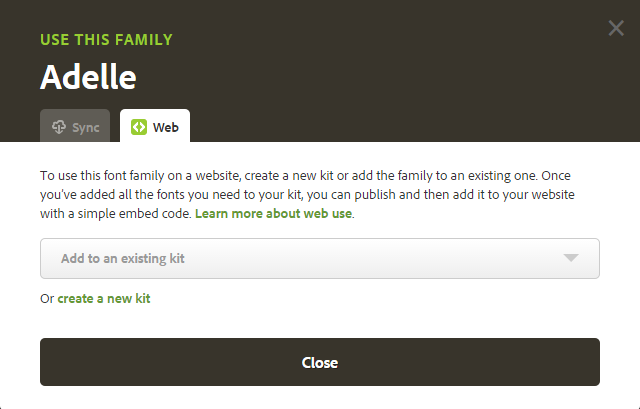 USE THIS FAMILY
Adelle
Sync
Web
To use this font family on a website, create a new kit or add the family to an existing one. Once
you've added all the fonts you need to your kit, you can publish and then add it to your website
with a simple embed code. Learn more about web use.
Add to an existing kit
Or create a new kit
Close